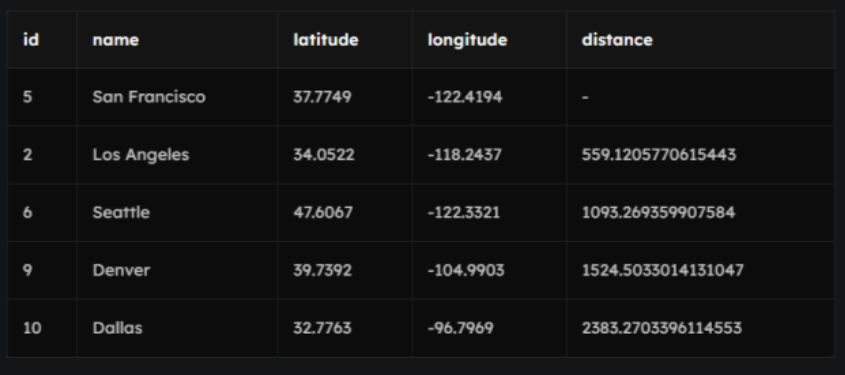 id name latitude longitude distance
5 San Francisco 37.7749 -122.4194 -
2 Los Angeles 34.0522 -118.2437 559.1205770615443
6 Seattle 47.6067 -122.3321 1093.269359907584
9 Denver 39.7392 -104.9903 1524.5033014131047
10 Dallas 32.7763 -96.7969 2383.2703396114553